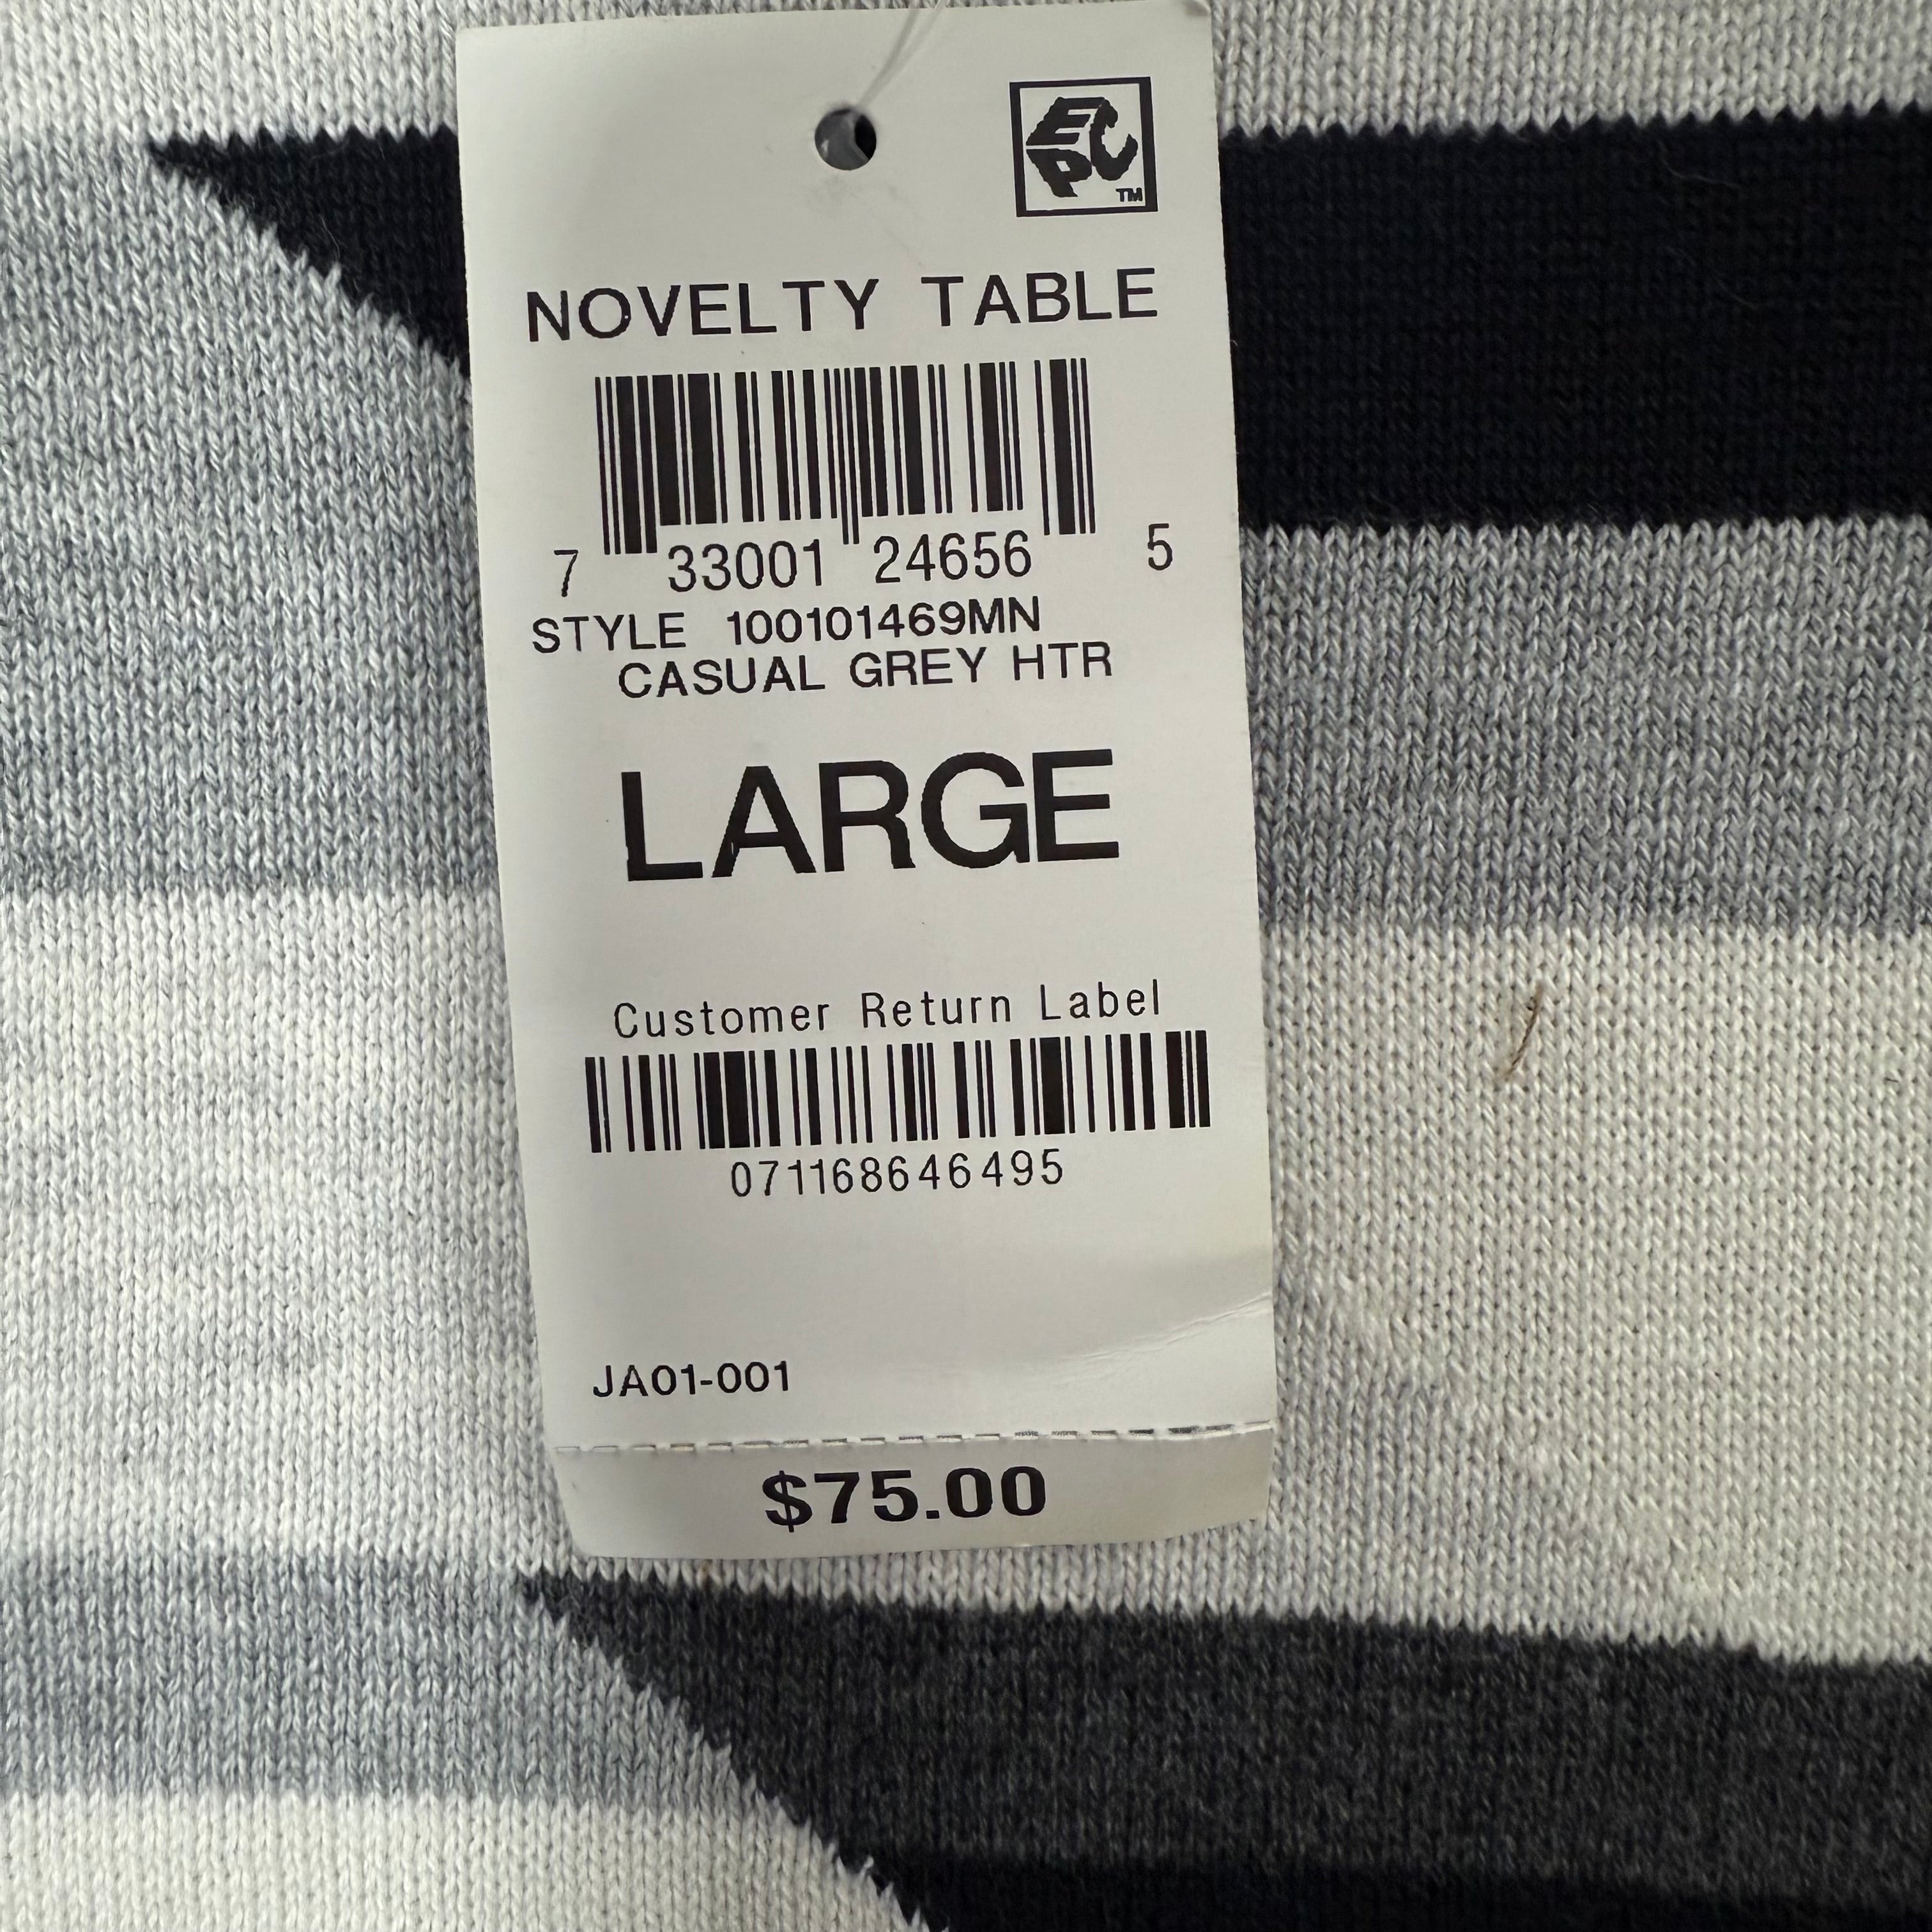 EPC
TM
NOVELTY TABLE
7 33001 24656 5
STYLE 100101469MN
CASUAL GREY HTR
LARGE
Customer Return Label
071168646495
JA01-001
$75.00